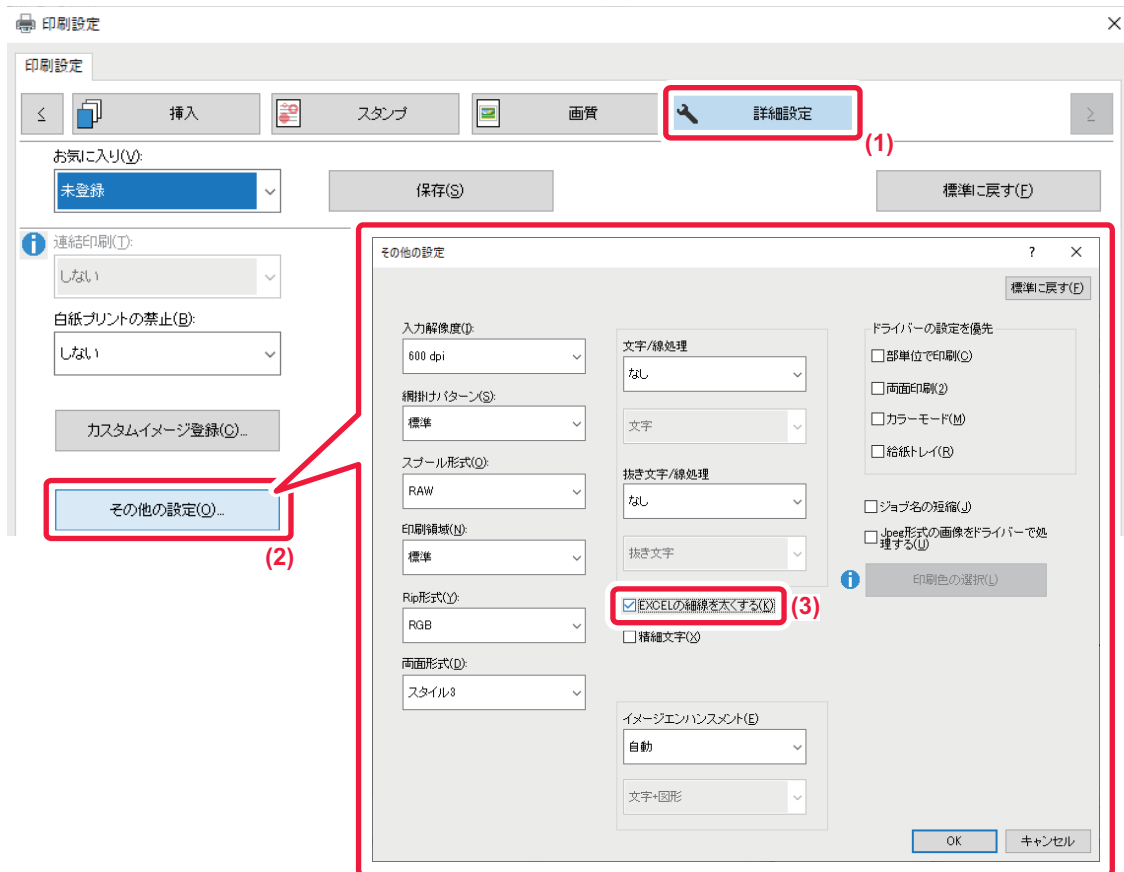 印刷設定
印刷設定
挿入
スタンプ
画質
詳細設定
(1)
お気に入り(V):
未登録
保存(S)
標準に戻す(F)
連結印刷(T):
しない
白紙プリントの禁止(B):
しない
カスタムイメージ登録(C)...
その他の設定(O)...
(2)
その他の設定
?
標準に戻す(F)
入力解像度(I):
600 dpi
網掛けパターン(S):
標準
スプール形式(O):
RAW
印刷領域(N):
標準
Rip形式(Y):
RGB
両面形式(D):
スタイル3
文字/線処理
なし
文字
抜き文字/線処理
なし
抜き文字
EXCELの細線を太くする(K)
(3)
精細文字(X)
イメージエンハンスメント(E)
自動
文字+図形
ドライバーの設定を優先
部単位で印刷(C)
両面印刷(2)
カラーモード(M)
給紙トレイ(R)
ジョブ名の短縮(J)
Jpeg形式の画像をドライバーで処
理する(U)
印刷色の選択(L)
OK
キャンセル